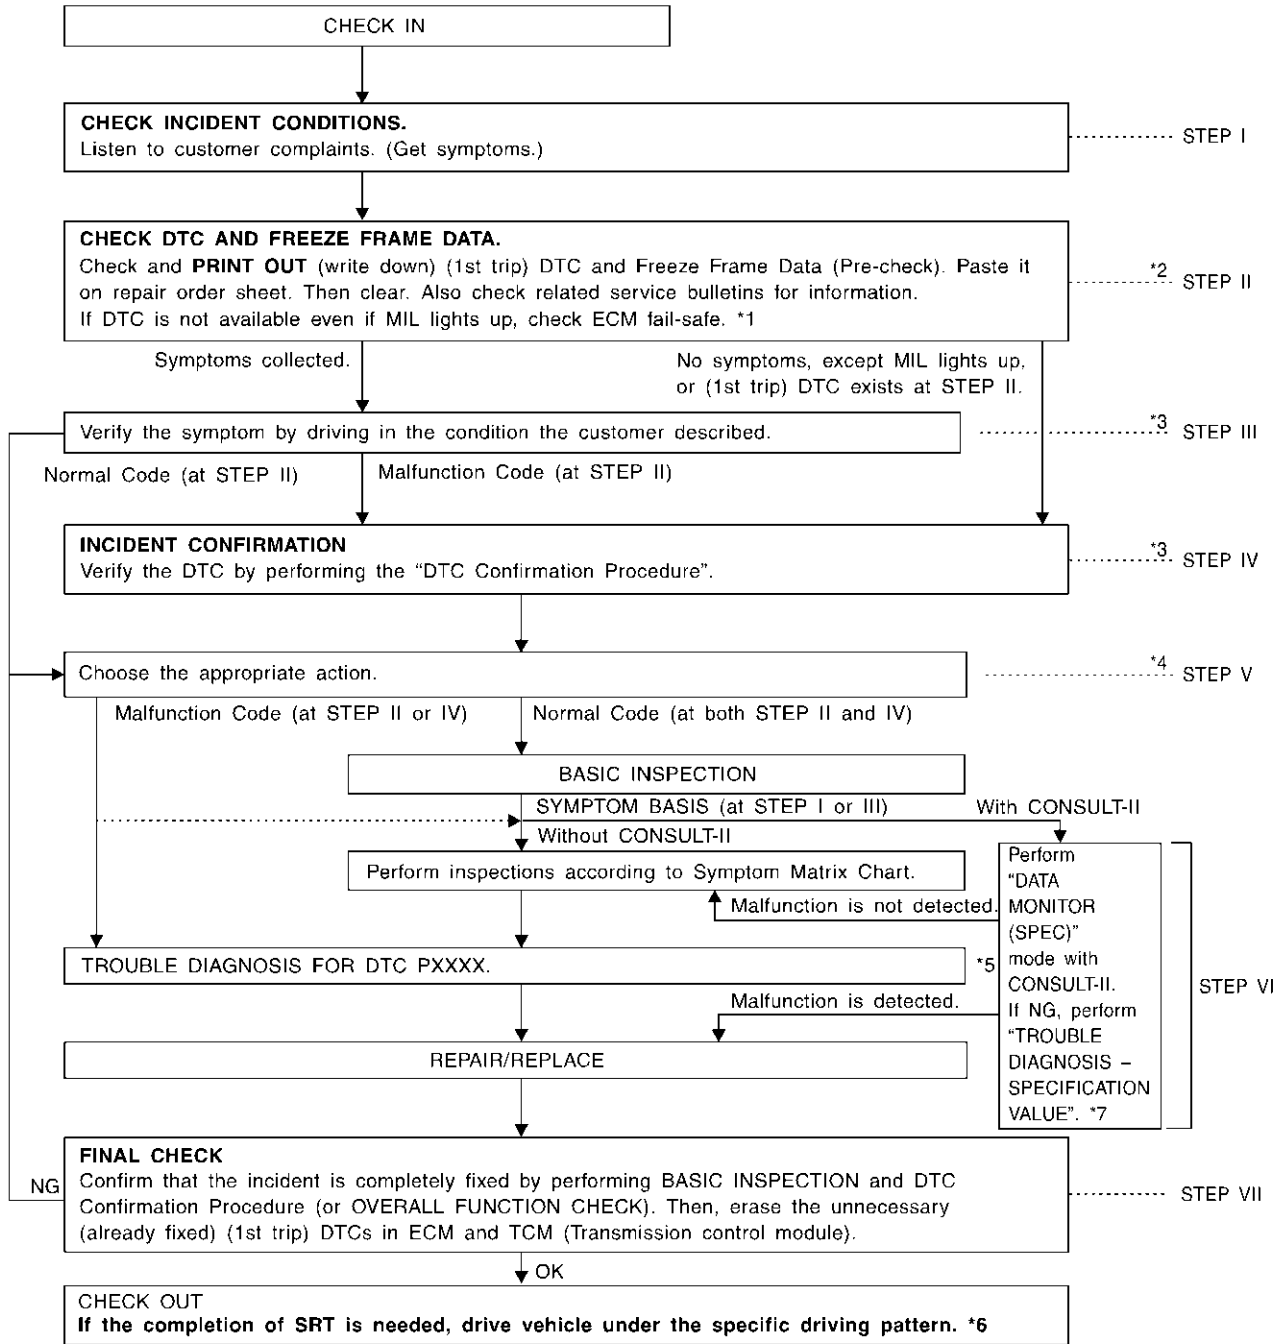 CHECK IN
CHECK INCIDENT CONDITIONS.
Listen to customer complaints. (Get symptoms.)
STEP I
CHECK DTC AND FREEZE FRAME DATA.
Check and PRINT OUT (write down) (1st trip) DTC and Freeze Frame Data (Pre-check). Paste it
on repair order sheet. Then clear. Also check related service bulletins for information.
If DTC is not available even if MIL lights up, check ECM fail-safe. *1
*2
STEP II
Symptoms collected.
No symptoms, except MIL lights up,
or (1st trip) DTC exists at STEP II.
Verify the symptom by driving in the condition the customer described.
*3
STEP III
Normal Code (at STEP II)
Malfunction Code (at STEP II)
INCIDENT CONFIRMATION
Verify the DTC by performing the “DTC Confirmation Procedure”.
*3
STEP IV
Choose the appropriate action.
*4
STEP V
Malfunction Code (at STEP II or IV)
Normal Code (at both STEP II and IV)
BASIC INSPECTION
SYMPTOM BASIS (at STEP I or III)
With CONSULT-II
Without CONSULT-II
Perform inspections according to Symptom Matrix Chart.
Malfunction is not detected.
Perform
“DATA
MONITOR
(SPEC)”
mode with
CONSULT-II.
If NG, perform
“TROUBLE
DIAGNOSIS –
SPECIFICATION
VALUE”. *7
STEP VI
TROUBLE DIAGNOSIS FOR DTC PXXXX.
*5
Malfunction is detected.
REPAIR/REPLACE
FINAL CHECK
Confirm that the incident is completely fixed by performing BASIC INSPECTION and DTC
Confirmation Procedure (or OVERALL FUNCTION CHECK). Then, erase the unnecessary
(already fixed) (1st trip) DTCs in ECM and TCM (Transmission control module).
NG
STEP VII
OK
CHECK OUT
If the completion of SRT is needed, drive vehicle under the specific driving pattern. *6